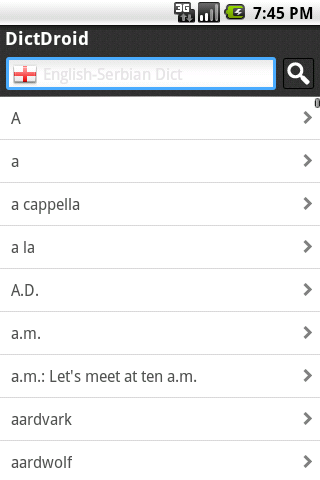 3G
7:45 PM
DictDroid
English-Serbian Dict
A
a
a cappella
a la
A.D.
a.m.
a.m.: Let's meet at ten a.m.
aardvark
aardwolf